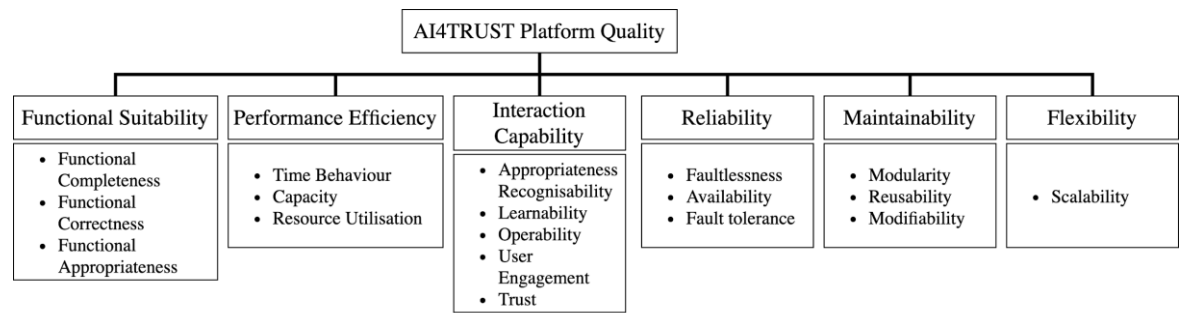 AI4TRUST Platform Quality
Functional Suitability
• Functional
Completeness
• Functional
Correctness
• Functional
Appropriateness
Performance Efficiency
• Time Behaviour
• Capacity
• Resource Utilisation
Interaction
Capability
• Appropriateness
Recognisability
• Learnability
• Operability
• User
Engagement
• Trust
Reliability
• Faultlessness
• Availability
• Fault tolerance
Maintainability
• Modularity
• Reusability
• Modifiability
Flexibility
• Scalability